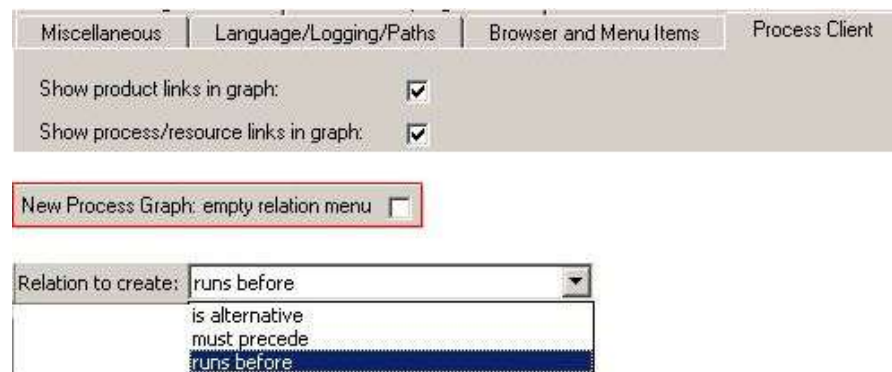 Miscellaneous Language/Logging/Paths Browser and Menu Items Process Client
Show product links in graph:
Show process/resource links in graph:
New Process Graph: empty relation menu
Relation to create: runs before
is alternative
must precede
runs before